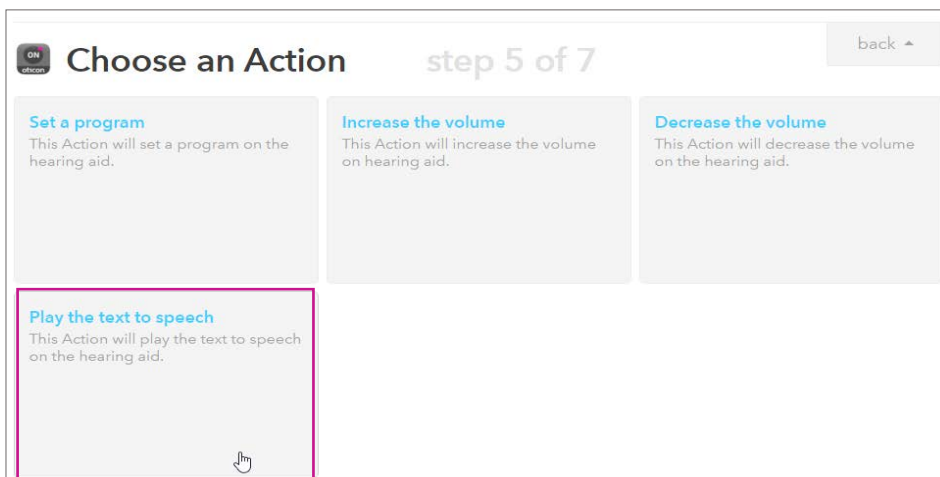 ON
oticon
Choose an Action
step 5 of 7
back
Set a program
This Action will set a program on the
hearing aid.
Increase the volume
This Action will increase the volume
on hearing aid.
Decrease the volume
This Action will decrease the volume
on the hearing aid.
Play the text to speech
This Action will play the text to speech
on the hearing aid.